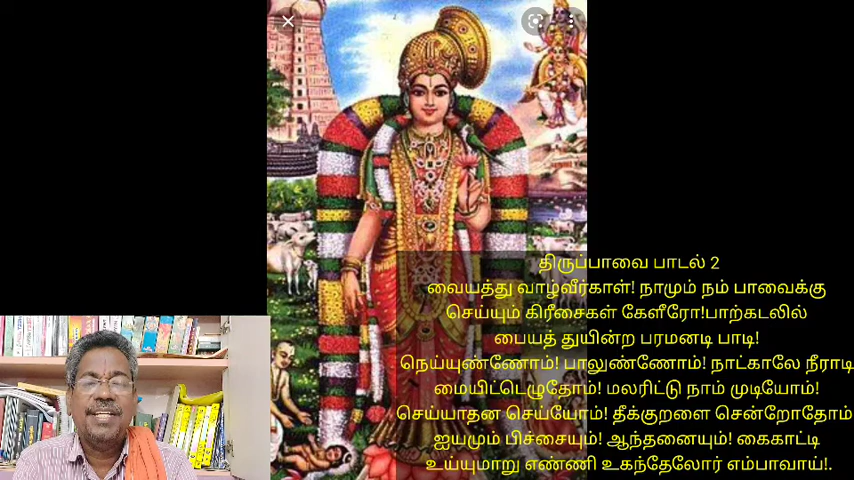 திருப்பாவை பாடல் 2
வையத்து வாழ்வீர்காள்! நாமும் நம் பாவைக்கு
செய்யும் கிரீசைகள் கேளீரோ!பாற்கடலில்
பையத் துயின்ற பரமனடி பாடி!
நெய்யுண்ணோம்! பாலுண்ணோம்! நாட்காலே நீராடி
மையிட்டெழுதோம்! மலரிட்டு நாம் முடியோம்!
செய்யாதன செய்யோம்! தீக்குறளை சென்றோதோம்
ஐயமும் பிச்சையும்! ஆந்தனையும்! கைகாட்டி
உய்யுமாறு எண்ணி உகந்தேலோர் எம்பாவாய்!.